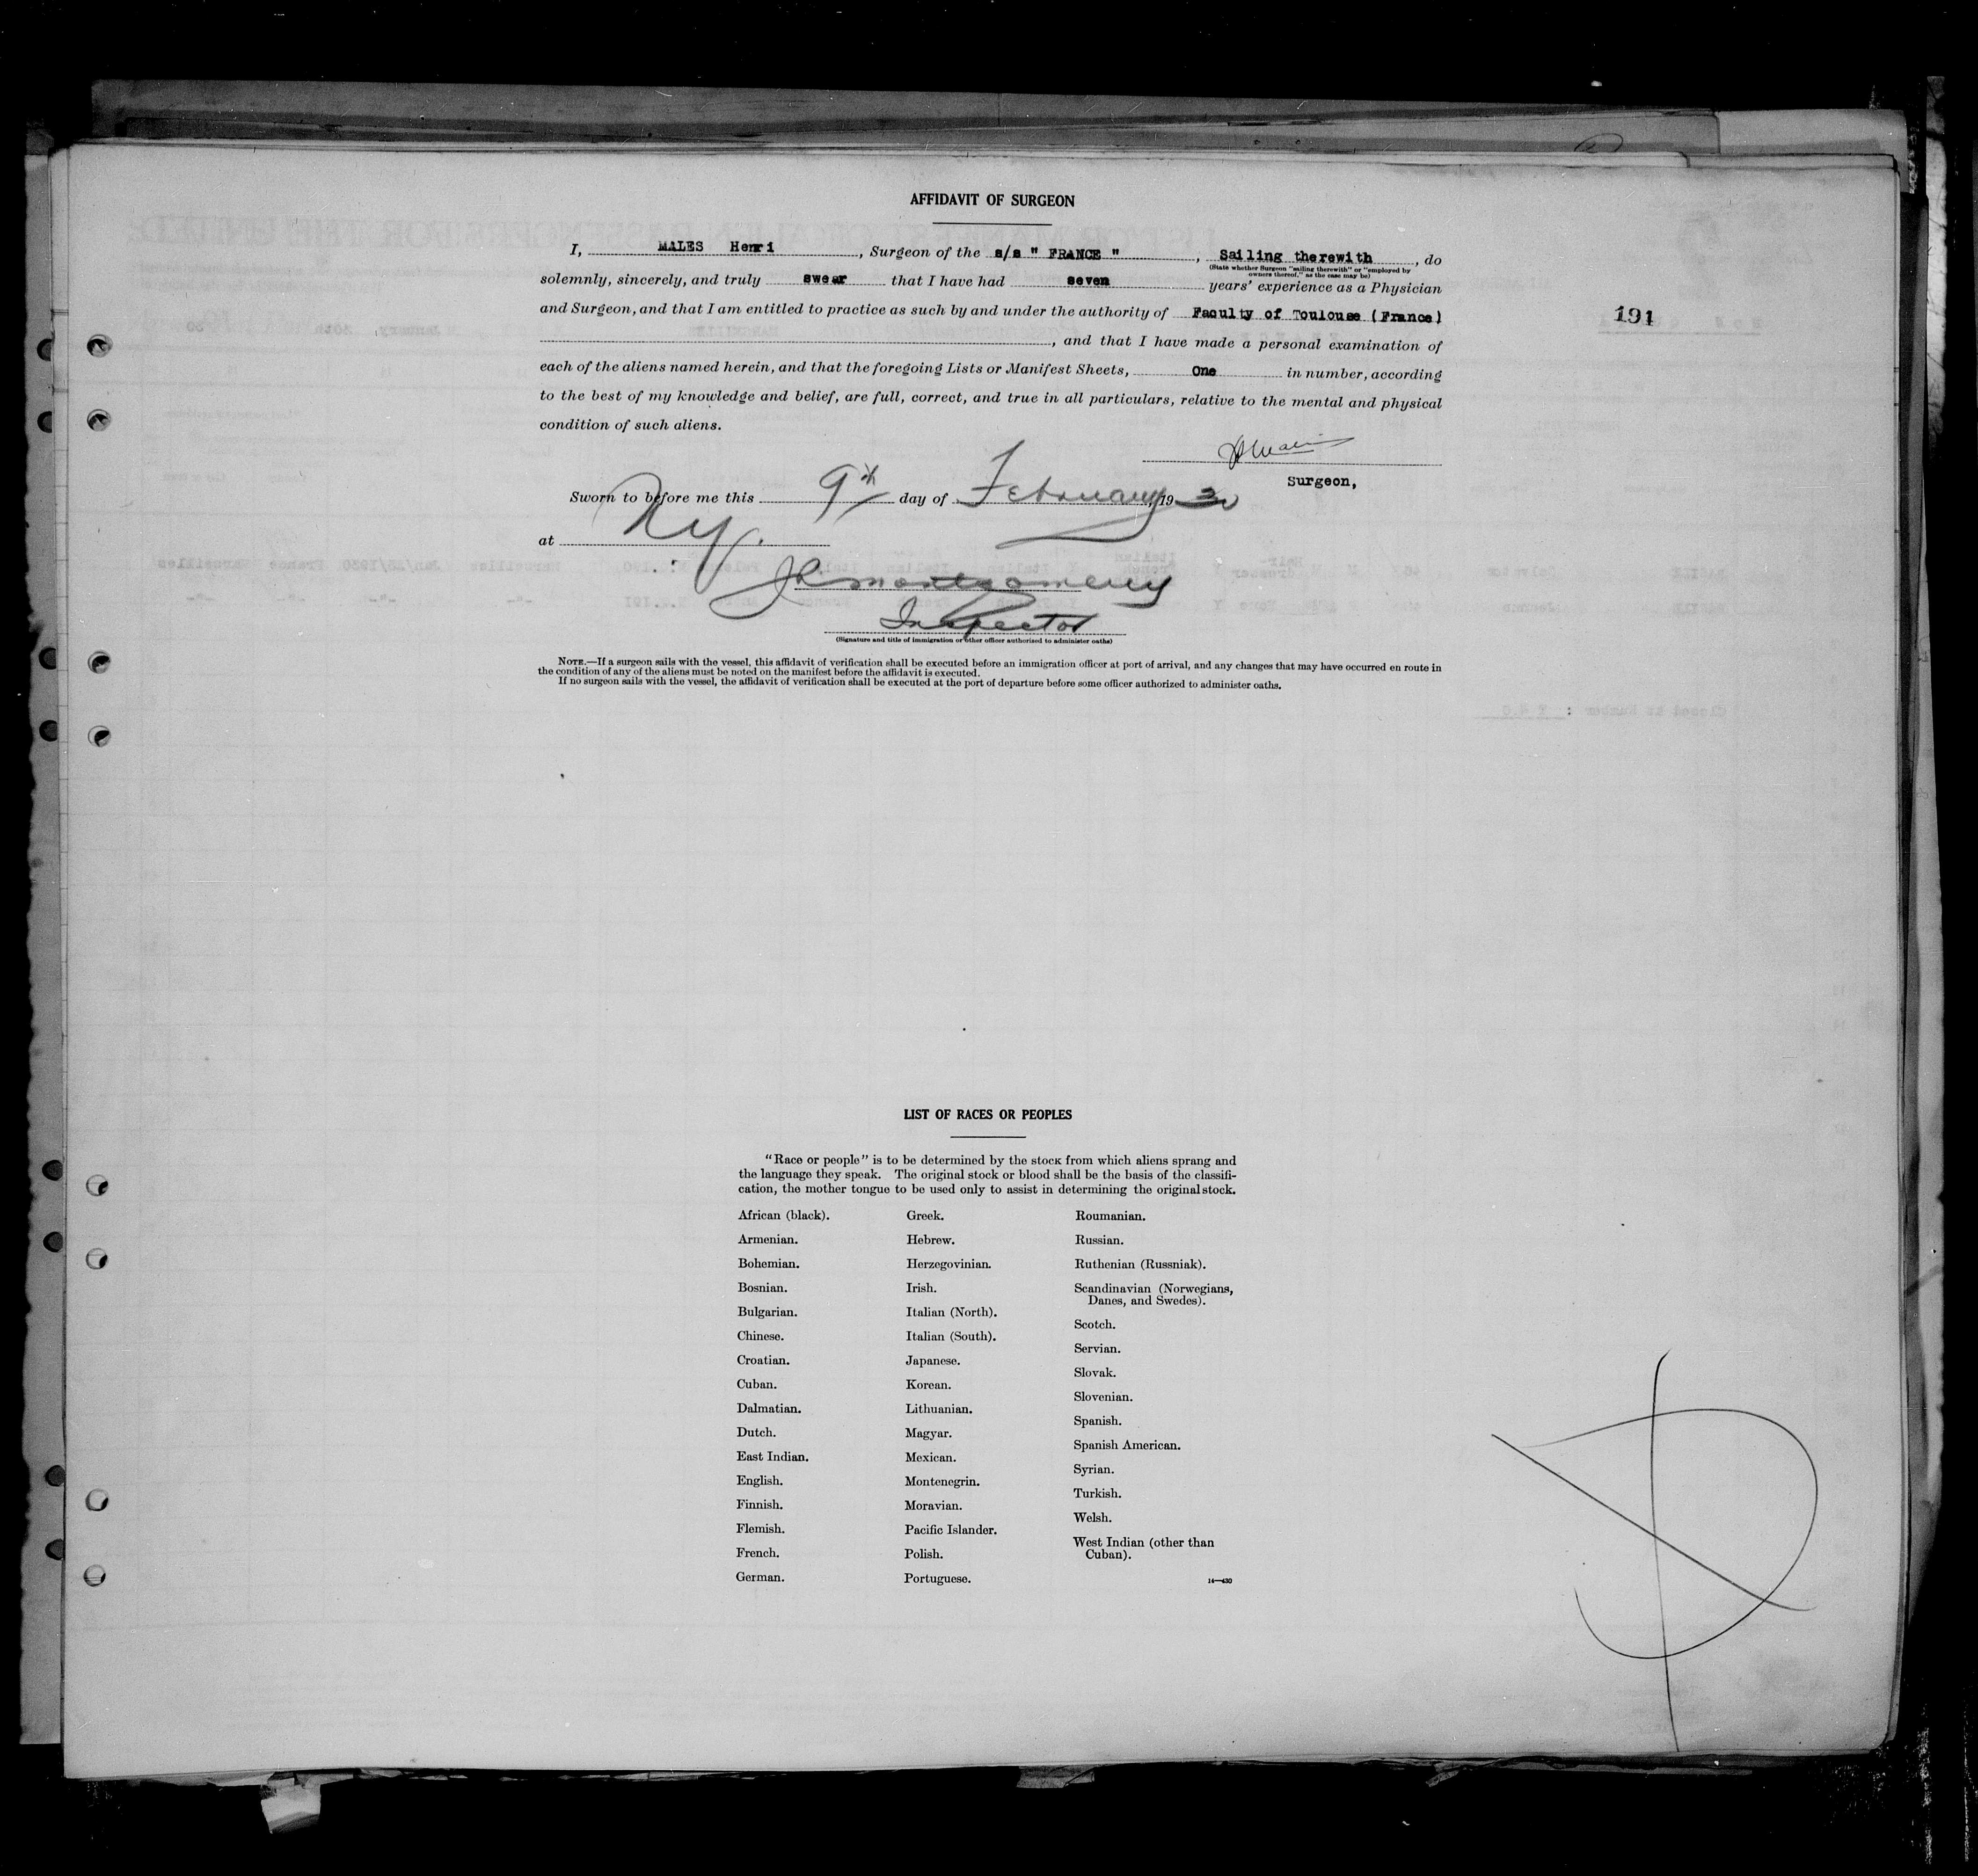 AFFIDAVIT OF SURGEON
I, MALES Henri, Surgeon of the s/s " FRANCE ", Sailing therewith, do
(State whether Surgeon "sailing therewith" or "employed by
owners thereof," as the case may be)
solemnly, sincerely, and truly swear that I have had seven years' experience as a Physician
and Surgeon, and that I am entitled to practice as such by and under the authority of Faculty of Toulouse (France)
191
, and that I have made a personal examination of
each of the aliens named herein, and that the foregoing Lists or Manifest Sheets, One in number, according
to the best of my knowledge and belief, are full, correct, and true in all particulars, relative to the mental and physical
condition of such aliens.
Surgeon,
Sworn to before me this 9th day of February, 1930
at NY.
JRMontgomery
Inspector
(Signature and title of immigration or other officer authorized to administer oaths)
NOTE.—If a surgeon sails with the vessel, this affidavit of verification shall be executed before an immigration officer at port of arrival, and any changes that may have occurred en route in
the condition of any of the aliens must be noted on the manifest before the affidavit is executed.
If no surgeon sails with the vessel, the affidavit of verification shall be executed at the port of departure before some officer authorized to administer oaths.
LIST OF RACES OR PEOPLES
"Race or people" is to be determined by the stock from which aliens sprang and
the language they speak. The original stock or blood shall be the basis of the classifi-
cation, the mother tongue to be used only to assist in determining the original stock.
African (black).
Armenian.
Bohemian.
Bosnian.
Bulgarian.
Chinese.
Croatian.
Cuban.
Dalmatian.
Dutch.
East Indian.
English.
Finnish.
Flemish.
French.
German.
Greek.
Hebrew.
Herzegovinian.
Irish.
Italian (North).
Italian (South).
Japanese.
Korean.
Lithuanian.
Magyar.
Mexican.
Montenegrin.
Moravian.
Pacific Islander.
Polish.
Portuguese.
Roumanian.
Russian.
Ruthenian (Russniak).
Scandinavian (Norwegians,
Danes, and Swedes).
Scotch.
Servian.
Slovak.
Slovenian.
Spanish.
Spanish American.
Syrian.
Turkish.
Welsh.
West Indian (other than
Cuban).
14—430